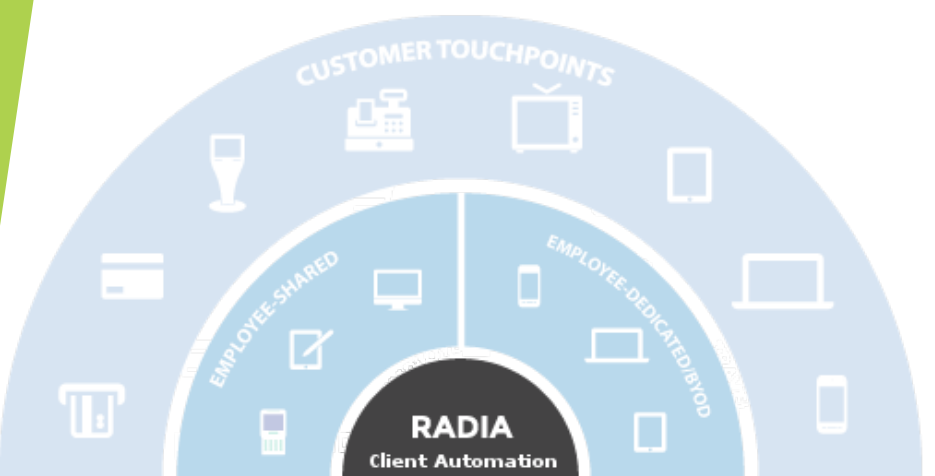 CUSTOMER TOUCHPOINTS
EMPLOYEE-SHARED
EMPLOYEE-DEDICATED/BYOD
RADIA
Client Automation